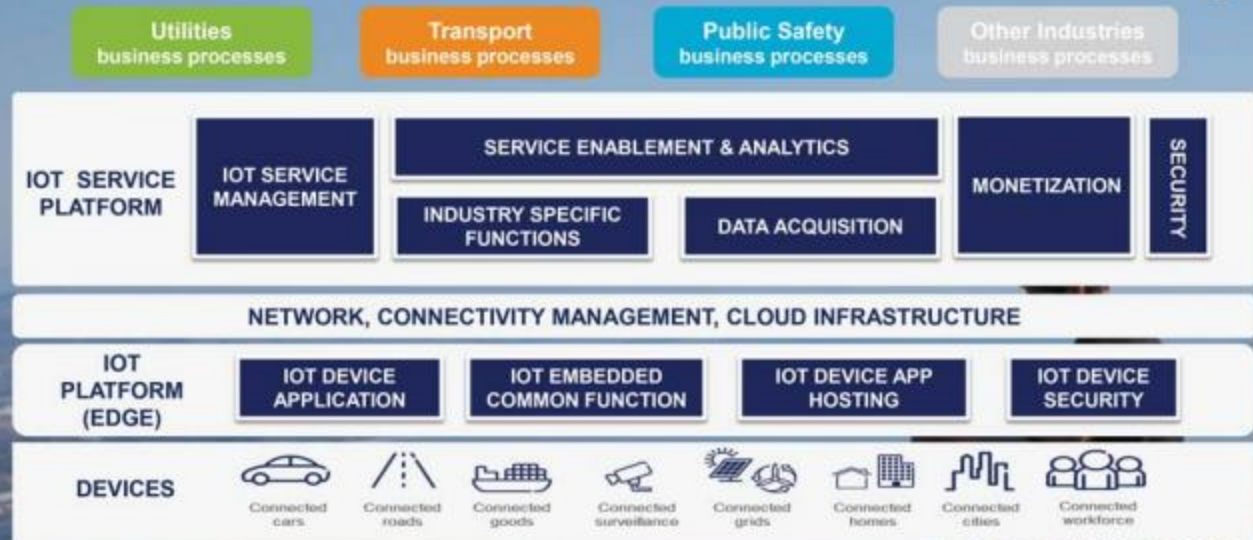 Utilities
business processes
Transport
business processes
Public Safety
business processes
Other Industries
business processes
IOT SERVICE
PLATFORM
IOT SERVICE
MANAGEMENT
SERVICE ENABLEMENT & ANALYTICS
INDUSTRY SPECIFIC
FUNCTIONS
DATA ACQUISITION
MONETIZATION
SECURITY
NETWORK, CONNECTIVITY MANAGEMENT, CLOUD INFRASTRUCTURE
IOT
PLATFORM
(EDGE)
IOT DEVICE
APPLICATION
IOT EMBEDDED
COMMON FUNCTION
IOT DEVICE APP
HOSTING
IOT DEVICE
SECURITY
DEVICES
Connected
cars
Connected
roads
Connected
goods
Connected
surveillance
Connected
grids
Connected
homes
Connected
cities
Connected
workforce